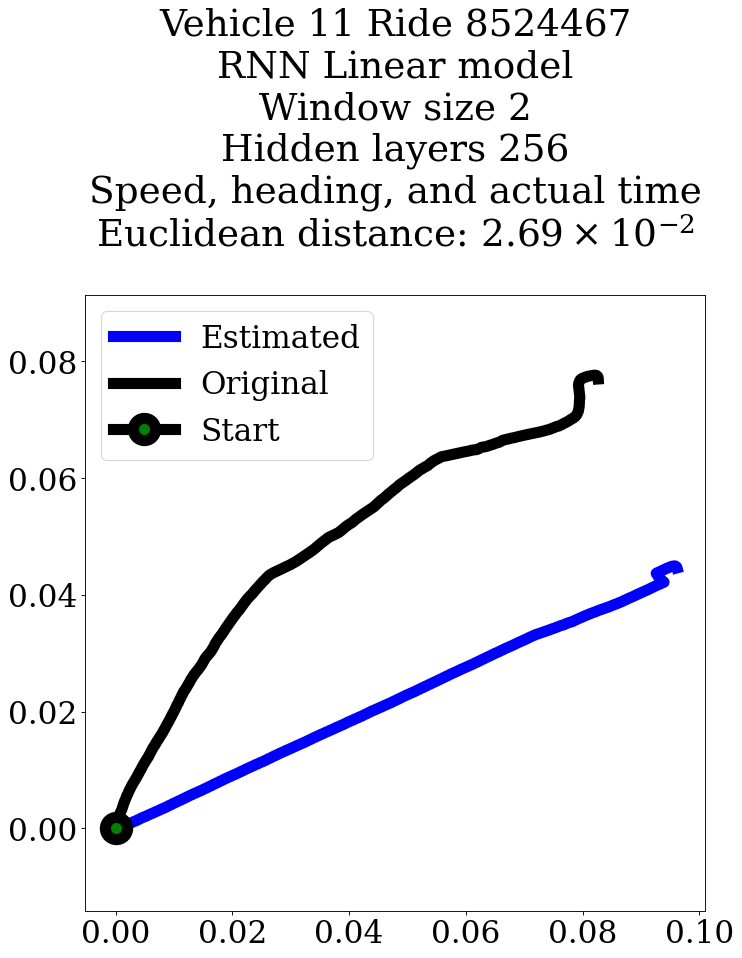 Vehicle 11 Ride 8524467
RNN Linear model
Window size 2
Hidden layers 256
Speed, heading, and actual time
Euclidean distance: 2.69 × 10⁻²
Estimated
Original
Start
0.08
0.06
0.04
0.02
0.00
0.00 0.02 0.04 0.06 0.08 0.10